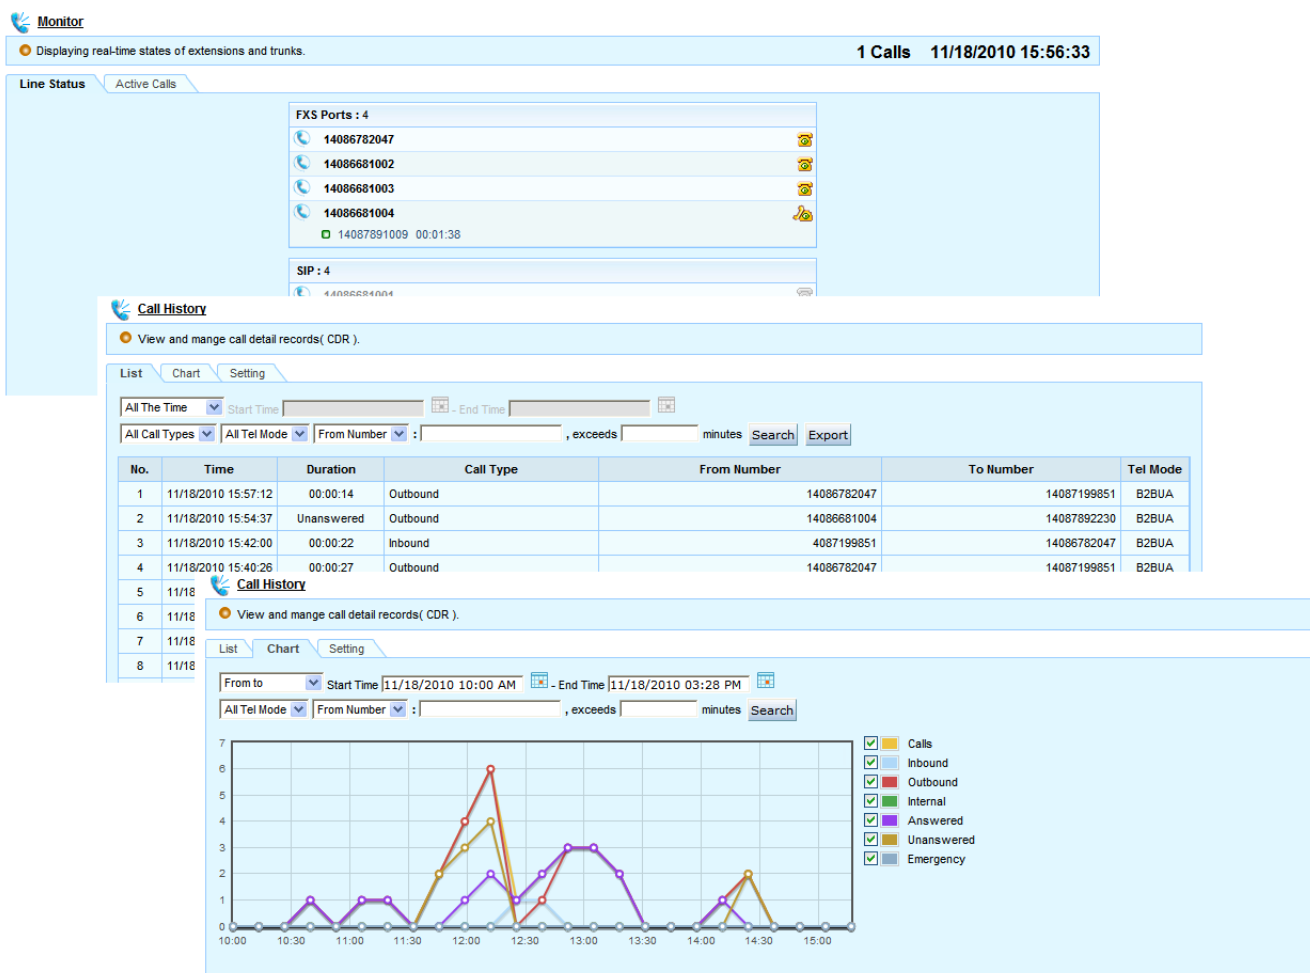 Monitor
Displaying real-time states of extensions and trunks.
1 Calls 11/18/2010 15:56:33
Line Status Active Calls
FXS Ports : 4
14086782047
14086681002
14086681003
14086681004
14087891009 00:01:38
SIP : 4
14086681001
Call History
View and mange call detail records( CDR ).
List Chart Setting
All The Time Start Time - End Time
All Call Types All Tel Mode From Number : , exceeds minutes Search Export
No. Time Duration Call Type From Number To Number Tel Mode
1 11/18/2010 15:57:12 00:00:14 Outbound 14086782047 14087199851 B2BUA
2 11/18/2010 15:54:37 Unanswered Outbound 14086681004 14087892230 B2BUA
3 11/18/2010 15:42:00 00:00:22 Inbound 4087199851 14086782047 B2BUA
4 11/18/2010 15:40:26 00:00:27 Outbound 14086782047 14087199851 B2BUA
5 11/18
6 11/18
7 11/18
8 11/18
Call History
View and mange call detail records( CDR ).
List Chart Setting
From to Start Time 11/18/2010 10:00 AM - End Time 11/18/2010 03:28 PM
All Tel Mode From Number : , exceeds minutes Search
7
6
5
4
3
2
1
0
10:00 10:30 11:00 11:30 12:00 12:30 13:00 13:30 14:00 14:30 15:00
Calls
Inbound
Outbound
Internal
Answered
Unanswered
Emergency